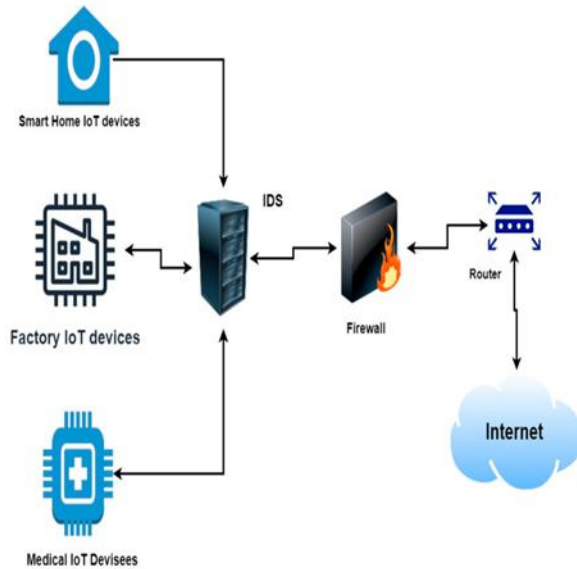 Smart Home IoT devices
IDS
Factory IoT devices
Firewall
Router
Internet
Medical IoT Devisees